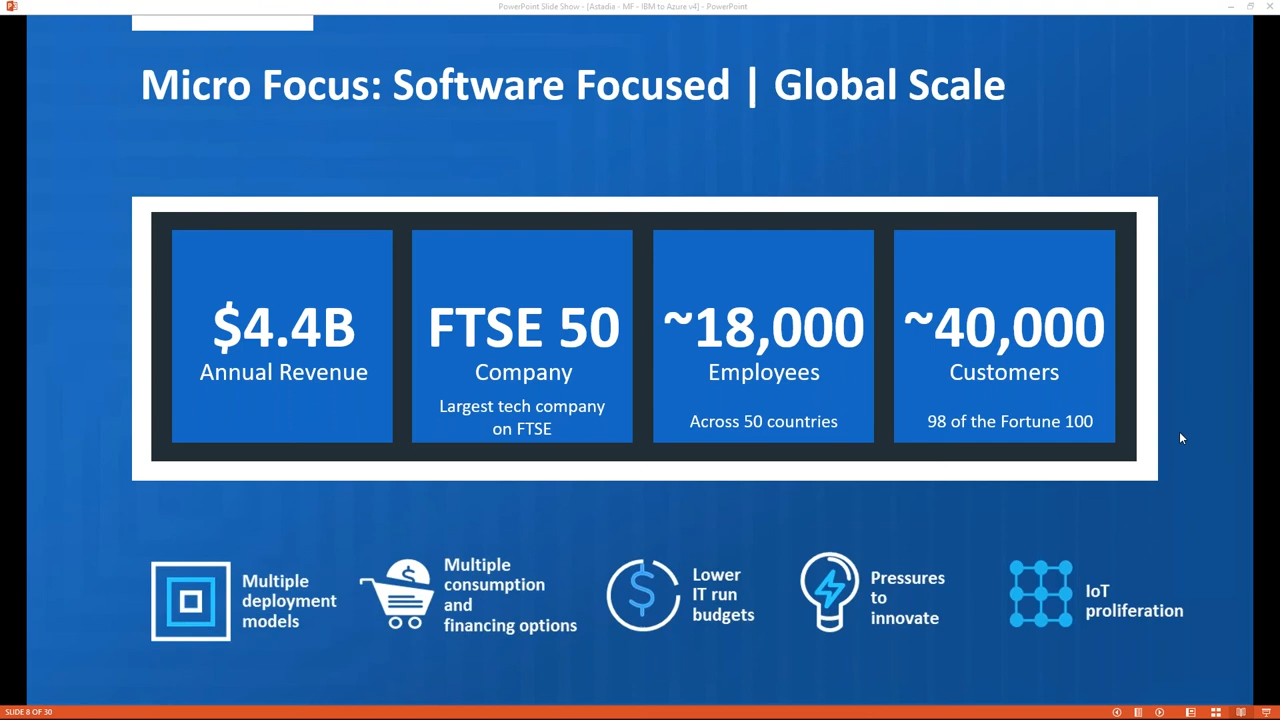 PowerPoint Slide Show - [Astadia - MF - IBM to Azure v4] - PowerPoint
Micro Focus: Software Focused | Global Scale
$4.4B
Annual Revenue
FTSE 50
Company
Largest tech company
on FTSE
~18,000
Employees
Across 50 countries
~40,000
Customers
98 of the Fortune 100
Multiple
deployment
models
Multiple
consumption
and
financing options
Lower
IT run
budgets
Pressures
to
innovate
IoT
proliferation
SLIDE 8 OF 30